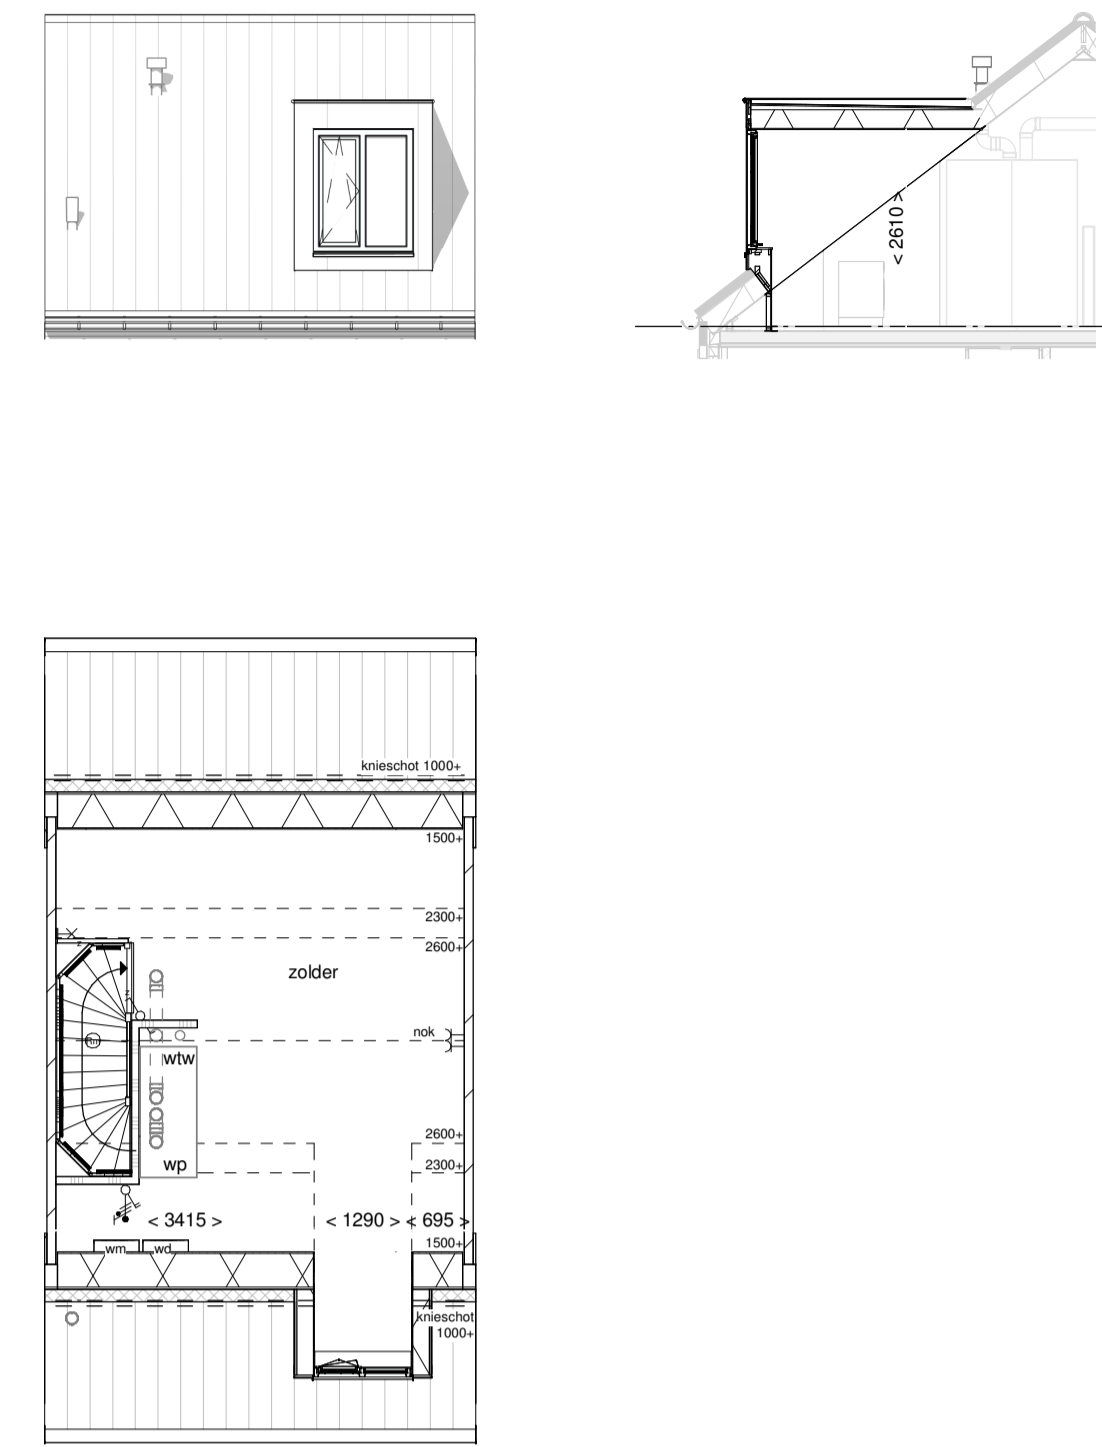 < 2610 >
knieschot 1000+
1500+
2300+
2600+
z
zolder
z
nok
wtw
2600+
wp
2300+
< 3415 >
< 1290 >
< 695 >
1500+
wm
wd
knieschot
1000+